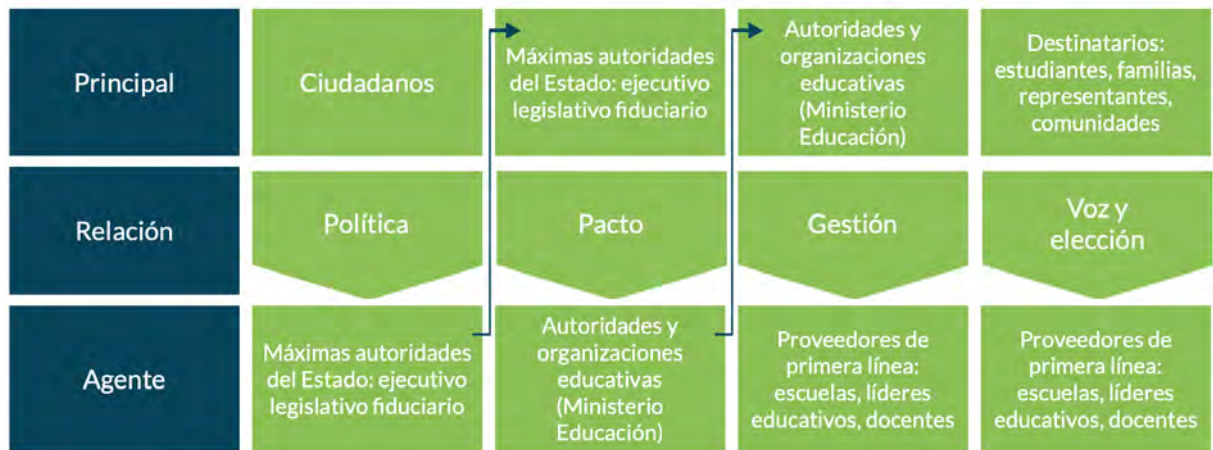 Principal
Ciudadanos
Máximas autoridades
del Estado: ejecutivo
legislativo fiduciario
Autoridades y
organizaciones
educativas
(Ministerio
Educación)
Destinatarios:
estudiantes, familias,
representantes,
comunidades
Relación
Política
Pacto
Gestión
Voz y
elección
Agente
Máximas autoridades
del Estado: ejecutivo
legislativo fiduciario
Autoridades y
organizaciones
educativas
(Ministerio
Educación)
Proveedores de
primera línea:
escuelas, líderes
educativos, docentes
Proveedores de
primera línea:
escuelas, líderes
educativos, docentes